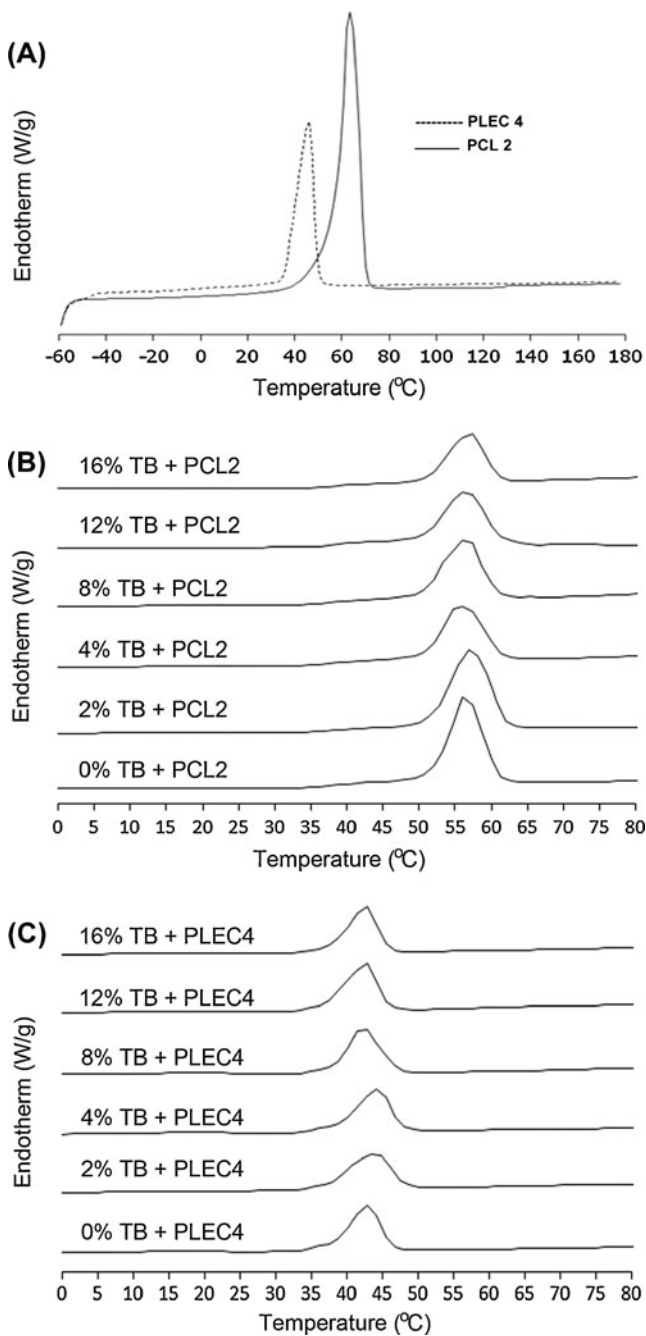 (A)
Endotherm (W/g)
PLEC 4
PCL 2
-60 -40 -20 0 20 40 60 80 100 120 140 160 180
Temperature (°C)
(B)
Endotherm (W/g)
16% TB + PCL2
12% TB + PCL2
8% TB + PCL2
4% TB + PCL2
2% TB + PCL2
0% TB + PCL2
0 5 10 15 20 25 30 35 40 45 50 55 60 65 70 75 80
Temperature (°C)
(C)
Endotherm (W/g)
16% TB + PLEC4
12% TB + PLEC4
8% TB + PLEC4
4% TB + PLEC4
2% TB + PLEC4
0% TB + PLEC4
0 5 10 15 20 25 30 35 40 45 50 55 60 65 70 75 80
Temperature (°C)